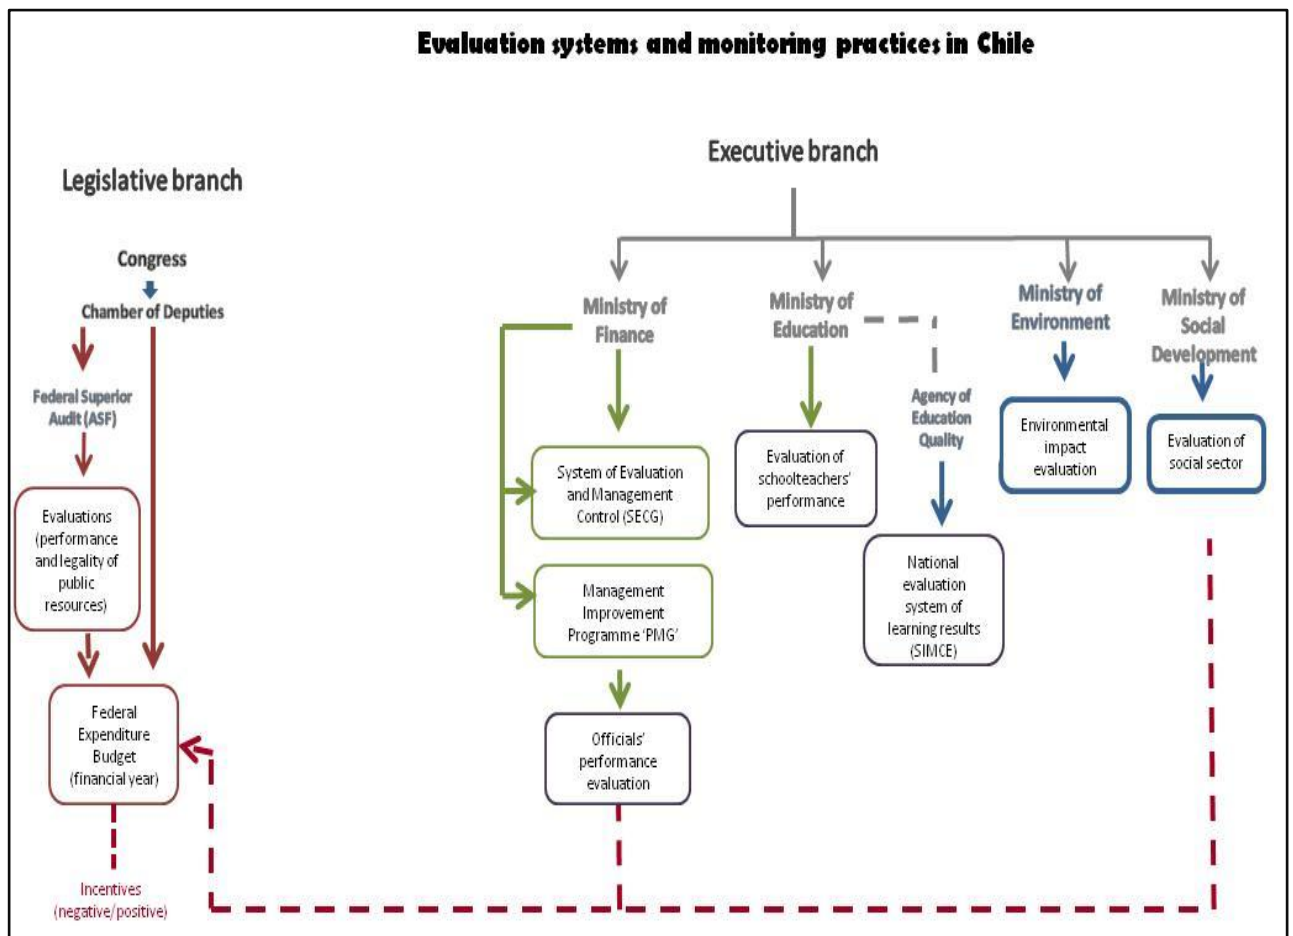 Evaluation systems and monitoring practices in Chile
Legislative branch
Congress
Chamber of Deputies
Federal Superior
Audit (ASF)
Evaluations
(performance
and legality of
public
resources)
Federal
Expenditure
Budget
(financial year)
Incentives
(negative/positive)
Executive branch
Ministry of
Finance
System of Evaluation
and Management
Control (SECG)
Management
Improvement
Programme ‘PMG’
Officials’
performance
evaluation
Ministry of
Education
Evaluation of
schoolteachers’
performance
Agency of
Education
Quality
National
evaluation
system of
learning results
(SIMCE)
Ministry of
Environment
Environmental
impact
evaluation
Ministry of
Social
Development
Evaluation of
social sector